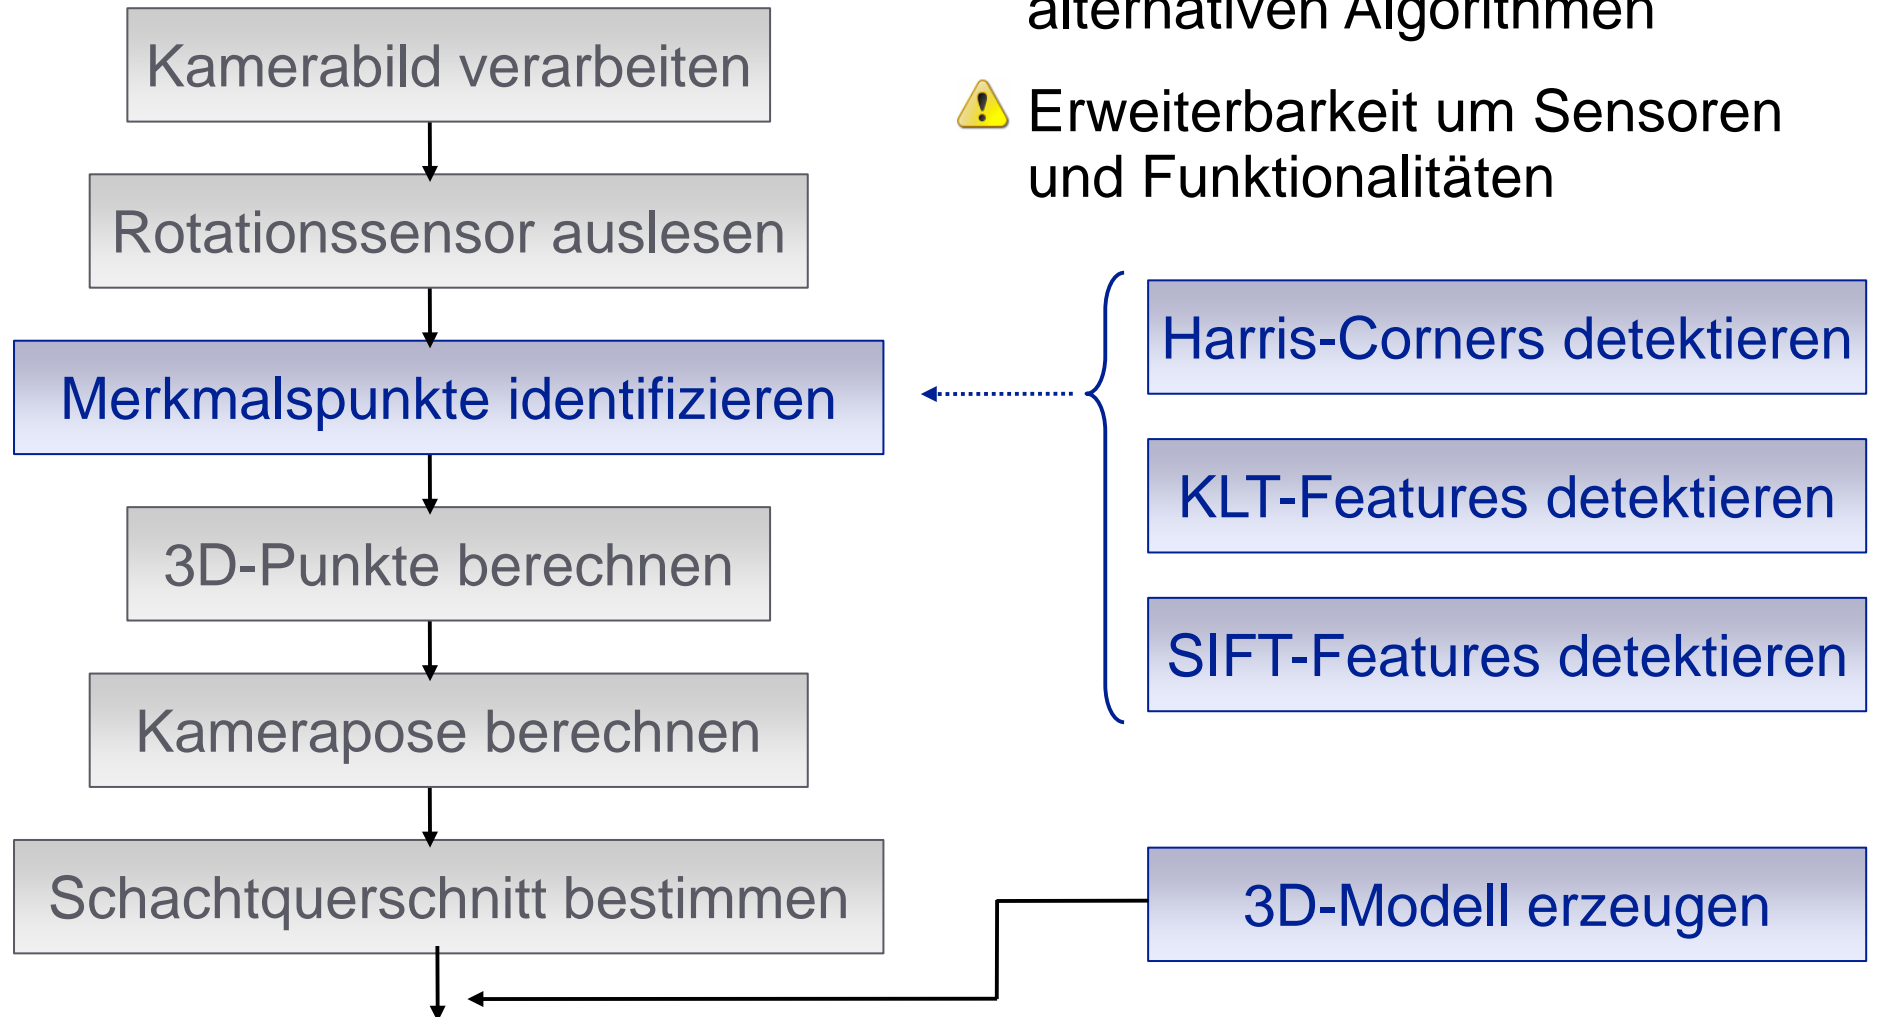 alternativen Algorithmen
Erweiterbarkeit um Sensoren
und Funktionalitäten
Kamerabild verarbeiten
Rotationssensor auslesen
Merkmalspunkte identifizieren
3D-Punkte berechnen
Kamerapose berechnen
Schachtquerschnitt bestimmen
Harris-Corners detektieren
KLT-Features detektieren
SIFT-Features detektieren
3D-Modell erzeugen